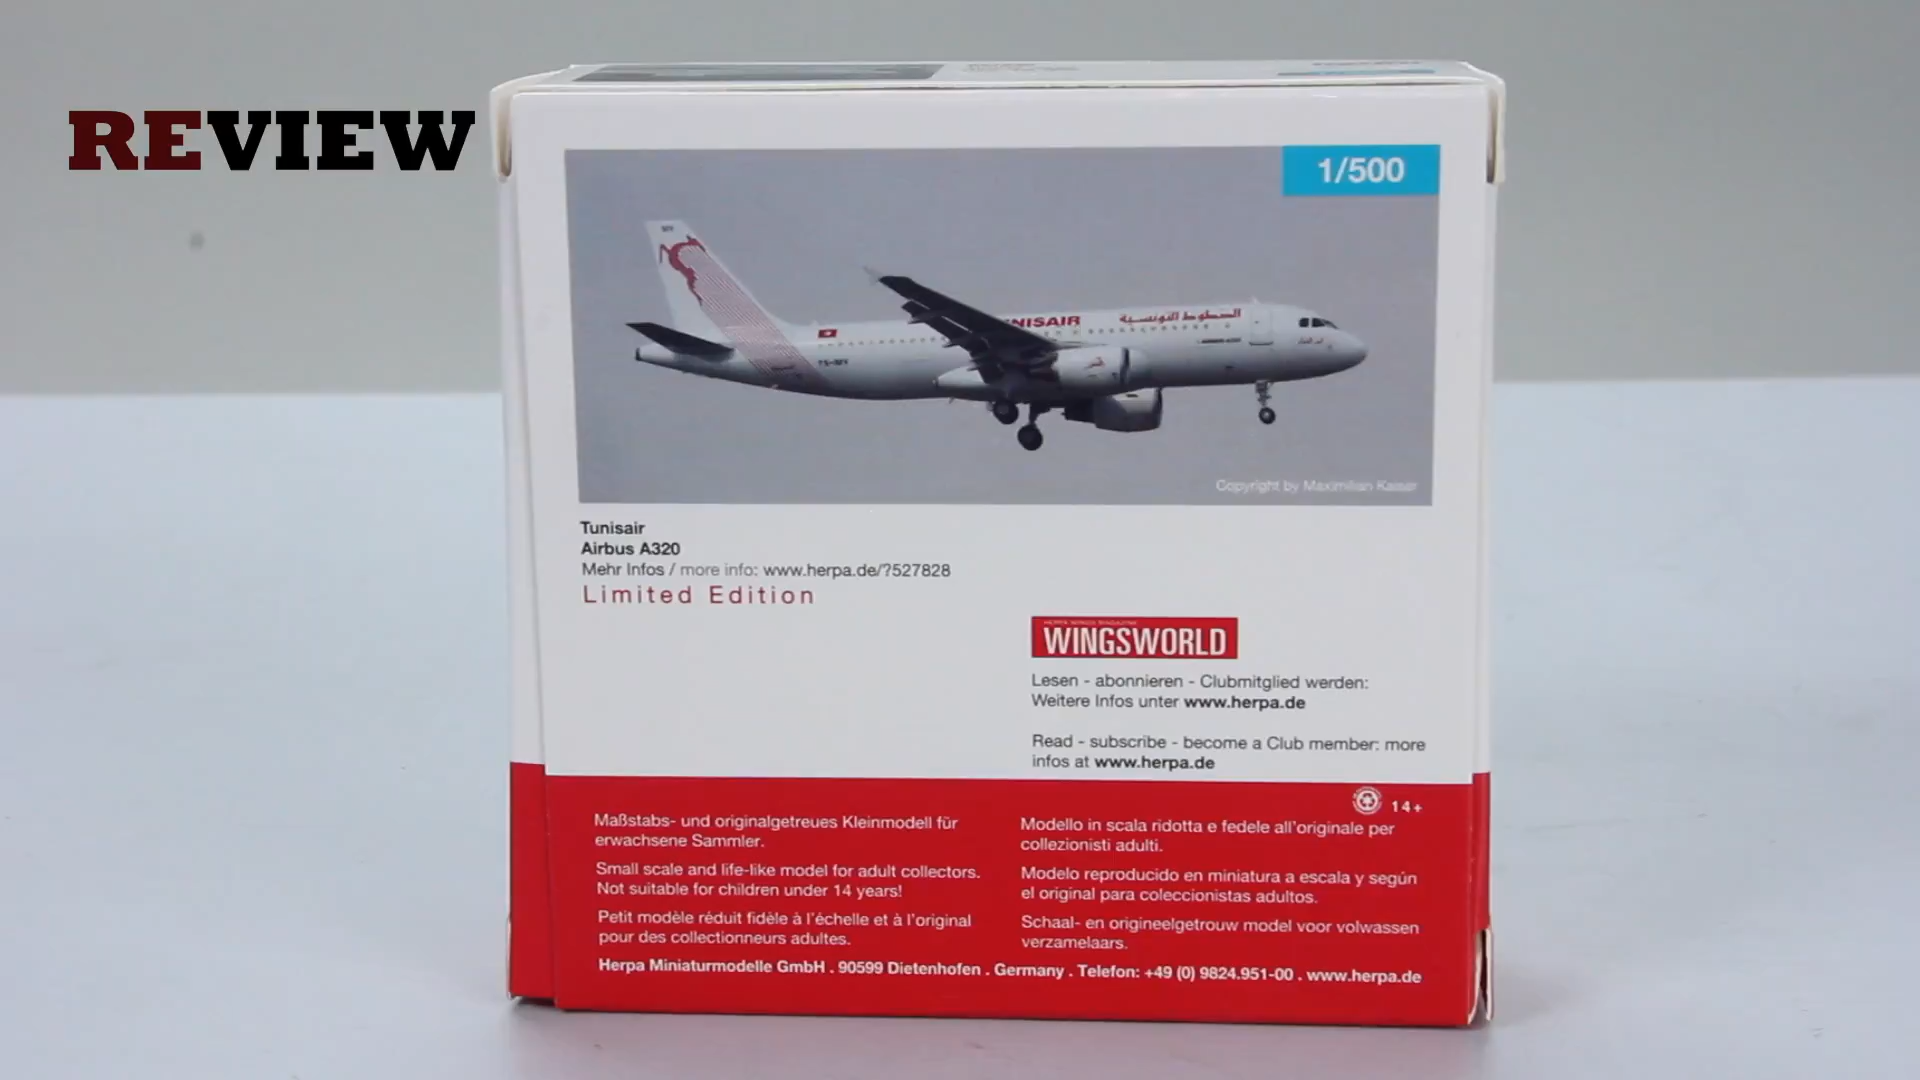 REVIEW
1/500
NISAIR
الخطوط التونسية
Copyright by Maximilian Kaiser
Tunisair
Airbus A320
Mehr Infos / more info: www.herpa.de/?527828
Limited Edition
HERPA WINGS MAGAZINE
WINGSWORLD
Lesen - abonnieren - Clubmitglied werden:
Weitere Infos unter www.herpa.de
Read - subscribe - become a Club member: more
infos at www.herpa.de
14+
Maßstabs- und originalgetreues Kleinmodell für
erwachsene Sammler.
Small scale and life-like model for adult collectors.
Not suitable for children under 14 years!
Petit modèle réduit fidèle à l'échelle et à l'original
pour des collectionneurs adultes.
Modello in scala ridotta e fedele all'originale per
collezionisti adulti.
Modelo reproducido en miniatura a escala y según
el original para coleccionistas adultos.
Schaal- en origineelgetrouw model voor volwassen
verzamelaars.
Herpa Miniaturmodelle GmbH . 90599 Dietenhofen . Germany . Telefon: +49 (0) 9824.951-00 . www.herpa.de